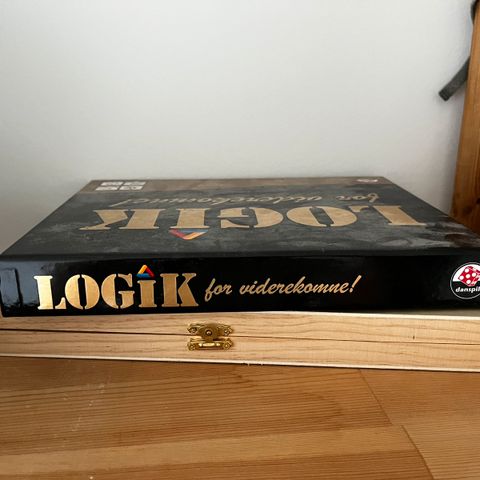 LOGIK
for viderekomne!
LOGIK for viderekomne!
danspil